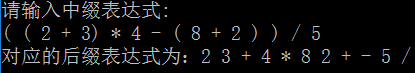 请输入中缀表达式:
( ( 2 + 3) * 4 - ( 8 + 2 ) ) / 5
对应的后缀表达式为：2 3 + 4 * 8 2 + - 5 /